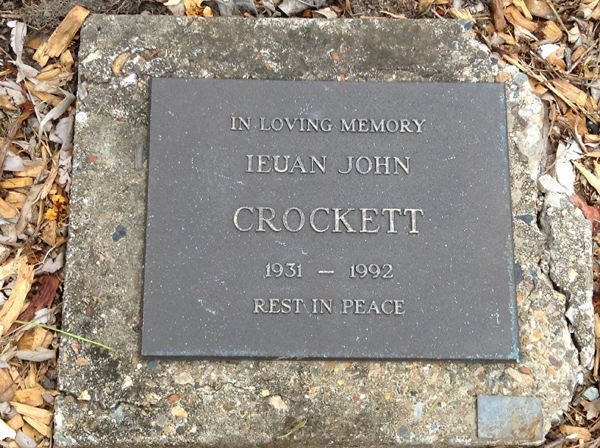 IN LOVING MEMORY
IEUAN JOHN
CROCKETT
1931 — 1992
REST IN PEACE